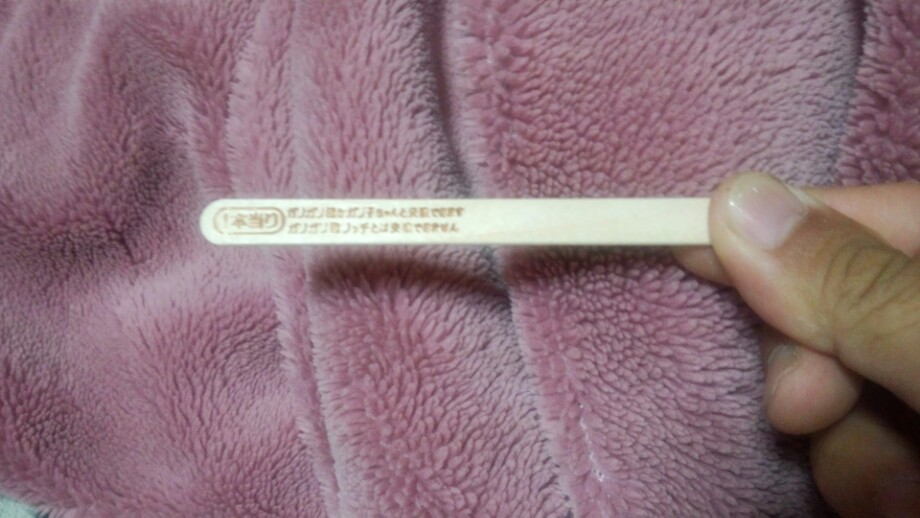 1本当り
ガリガリ君かガリ子ちゃんと交換できます
ガリガリ君リッチとは交換できません